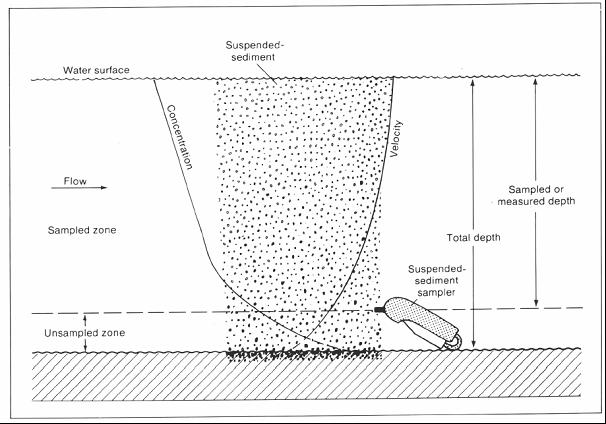 Suspended-
sediment
Water surface
Concentration
Velocity
Flow
Sampled zone
Sampled or
measured depth
Total depth
Suspended-
sediment
sampler
Unsampled zone